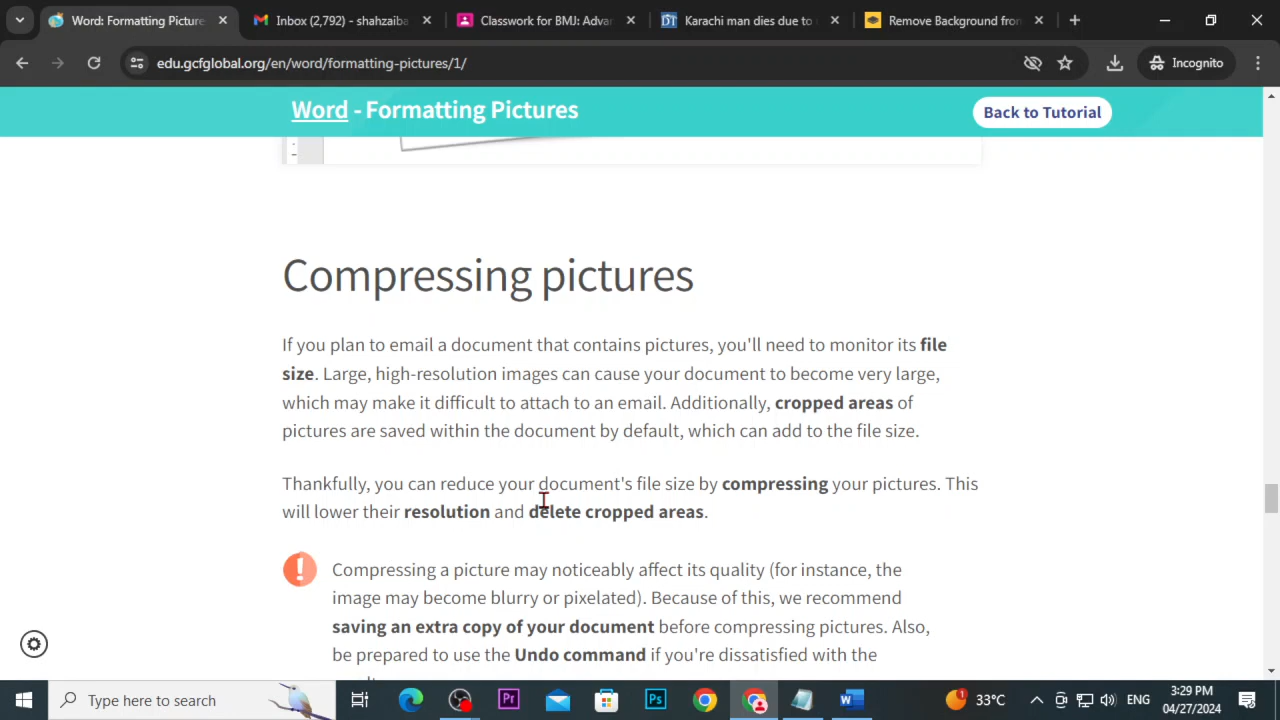 Word: Formatting Picture
Inbox (2,792) - shahzaiba
Classwork for BMJ: Adva
Karachi man dies due to
Remove Background from
edu.gcfglobal.org/en/word/formatting-pictures/1/
Incognito
Word - Formatting Pictures
Back to Tutorial
Compressing pictures
If you plan to email a document that contains pictures, you'll need to monitor its file
size. Large, high-resolution images can cause your document to become very large,
which may make it difficult to attach to an email. Additionally, cropped areas of
pictures are saved within the document by default, which can add to the file size.
Thankfully, you can reduce your document's file size by compressing your pictures. This
will lower their resolution and delete cropped areas.
Compressing a picture may noticeably affect its quality (for instance, the
image may become blurry or pixelated). Because of this, we recommend
saving an extra copy of your document before compressing pictures. Also,
be prepared to use the Undo command if you're dissatisfied with the
Type here to search
Pr
Ps
1
33°C
ENG
3:29 PM
04/27/2024